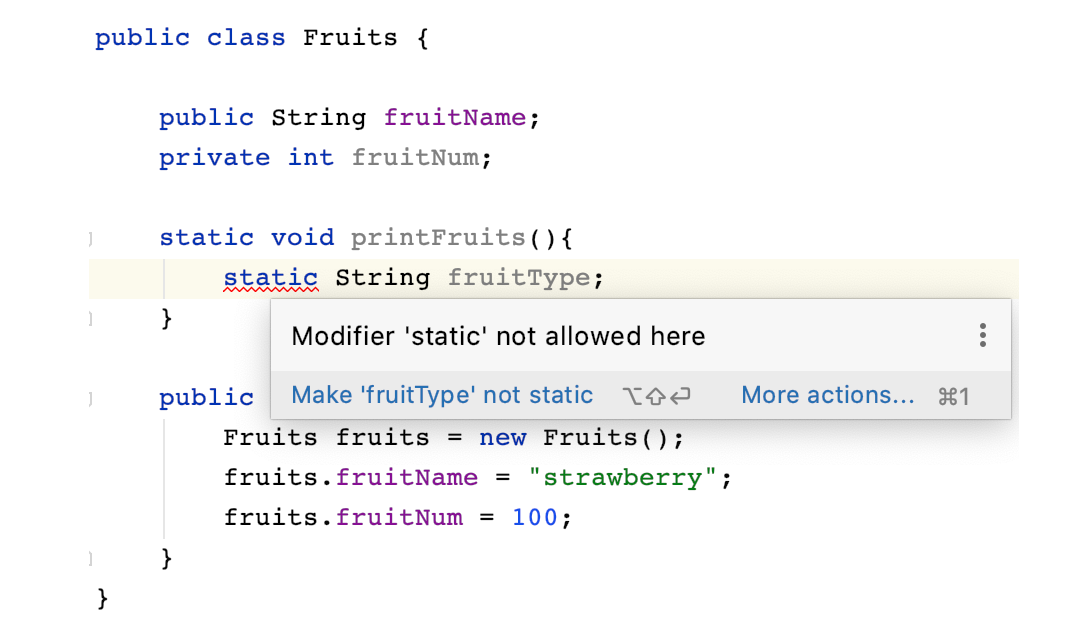 public class Fruits {
public String fruitName;
private int fruitNum;
static void printFruits(){
static String fruitType;
}
Modifier 'static' not allowed here
Make 'fruitType' not static ⌥⇧⏎ More actions... ⌘1
public
Fruits fruits = new Fruits();
fruits.fruitName = "strawberry";
fruits.fruitNum = 100;
}
}